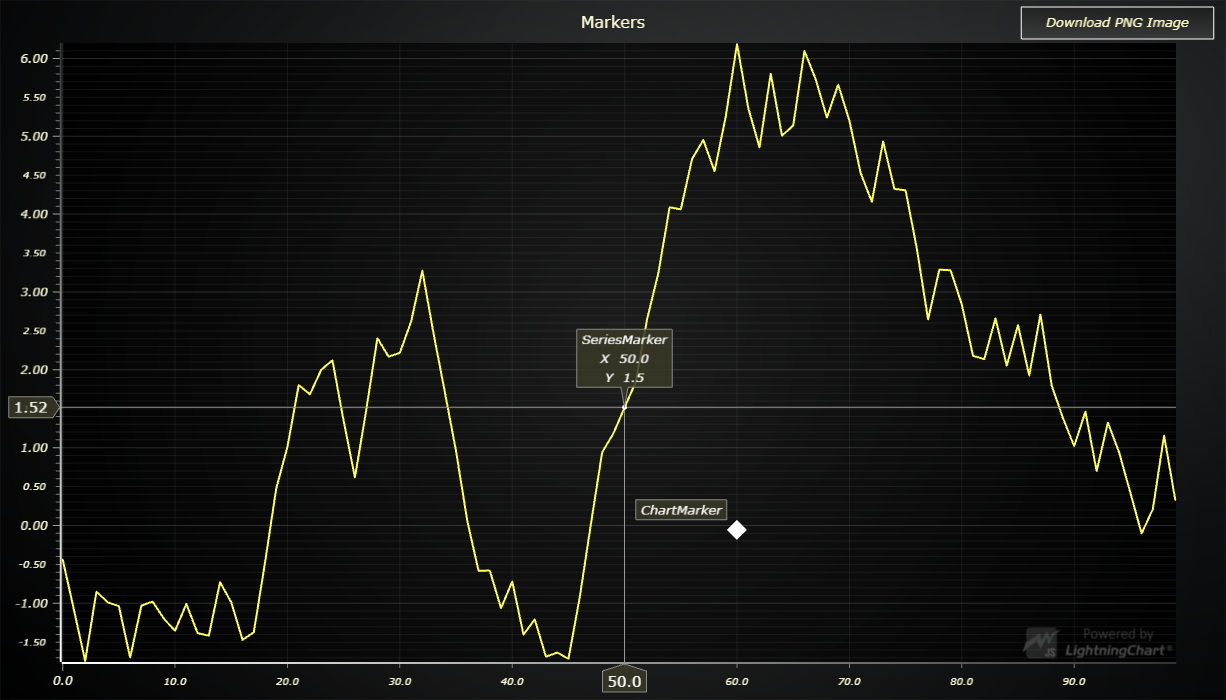 Markers
Download PNG Image
6.00
5.50
5.00
4.50
4.00
3.50
3.00
2.50
2.00
1.52
1.00
0.50
0.00
-0.50
-1.00
-1.50
SeriesMarker
X 50.0
Y 1.5
ChartMarker
Powered by
JS LightningChart®
0.0 10.0 20.0 30.0 40.0 50.0 60.0 70.0 80.0 90.0